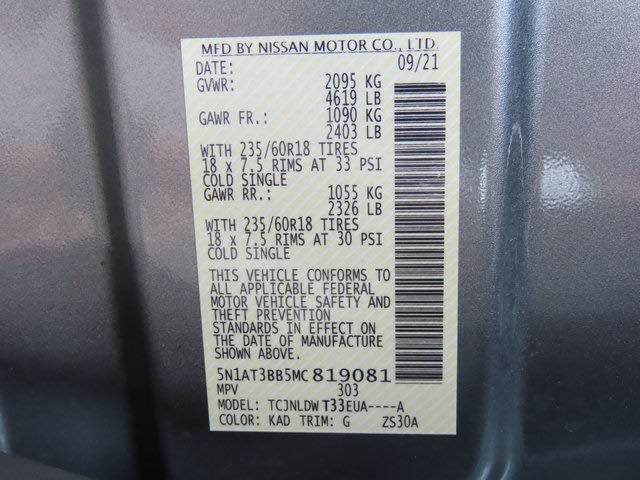 MFD BY NISSAN MOTOR CO., LTD.
DATE: 09/21
GVWR: 2095 KG
4619 LB
GAWR FR.: 1090 KG
2403 LB
WITH 235/60R18 TIRES
18 x 7.5 RIMS AT 33 PSI
COLD SINGLE
GAWR RR.: 1055 KG
2326 LB
WITH 235/60R18 TIRES
18 x 7.5 RIMS AT 30 PSI
COLD SINGLE
THIS VEHICLE CONFORMS TO
ALL APPLICABLE FEDERAL
MOTOR VEHICLE SAFETY AND
THEFT PREVENTION
STANDARDS IN EFFECT ON
THE DATE OF MANUFACTURE
SHOWN ABOVE.
5N1AT3BB5MC819081
MPV 303
MODEL: TCJNLDWT33EUA----A
COLOR: KAD TRIM: G ZS30A